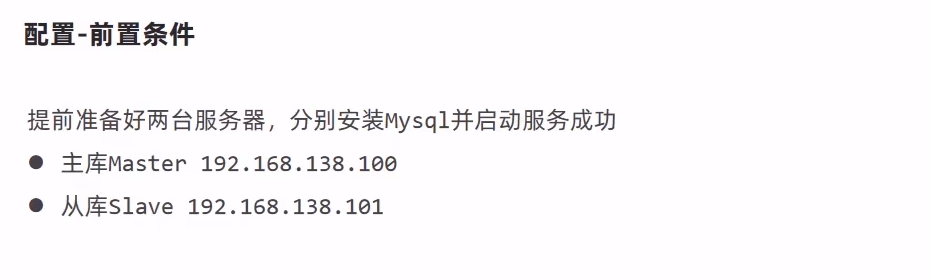 配置-前置条件
提前准备好两台服务器，分别安装Mysql并启动服务成功
● 主库Master 192.168.138.100
● 从库Slave 192.168.138.101